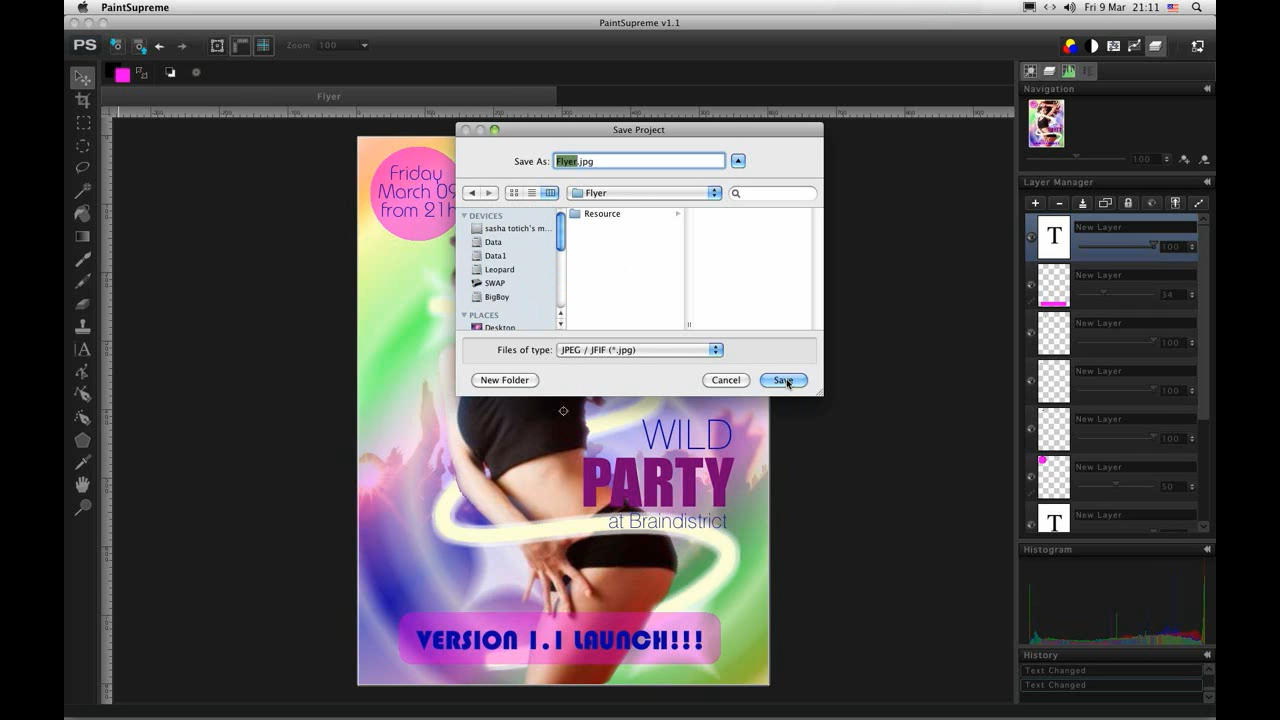 PaintSupreme
Fri 9 Mar 21:11
PaintSupreme v1.1
PS
Zoom 100
Flyer
Navigation
100
Layer Manager
New Layer
T
100
New Layer
34
New Layer
100
New Layer
100
New Layer
100
New Layer
50
New Layer
T
Histogram
History
Text Changed
Text Changed
Save Project
Save As: Flyer.jpg
Flyer
DEVICES
sasha totich's m...
Data
Data1
Leopard
SWAP
BigBoy
PLACES
Desktop
Resource
Files of type: JPEG / JFIF (*.jpg)
New Folder
Cancel
Save
Friday
March 09
from 21h
WILD
PARTY
at Braindistrict
VERSION 1.1 LAUNCH!!!